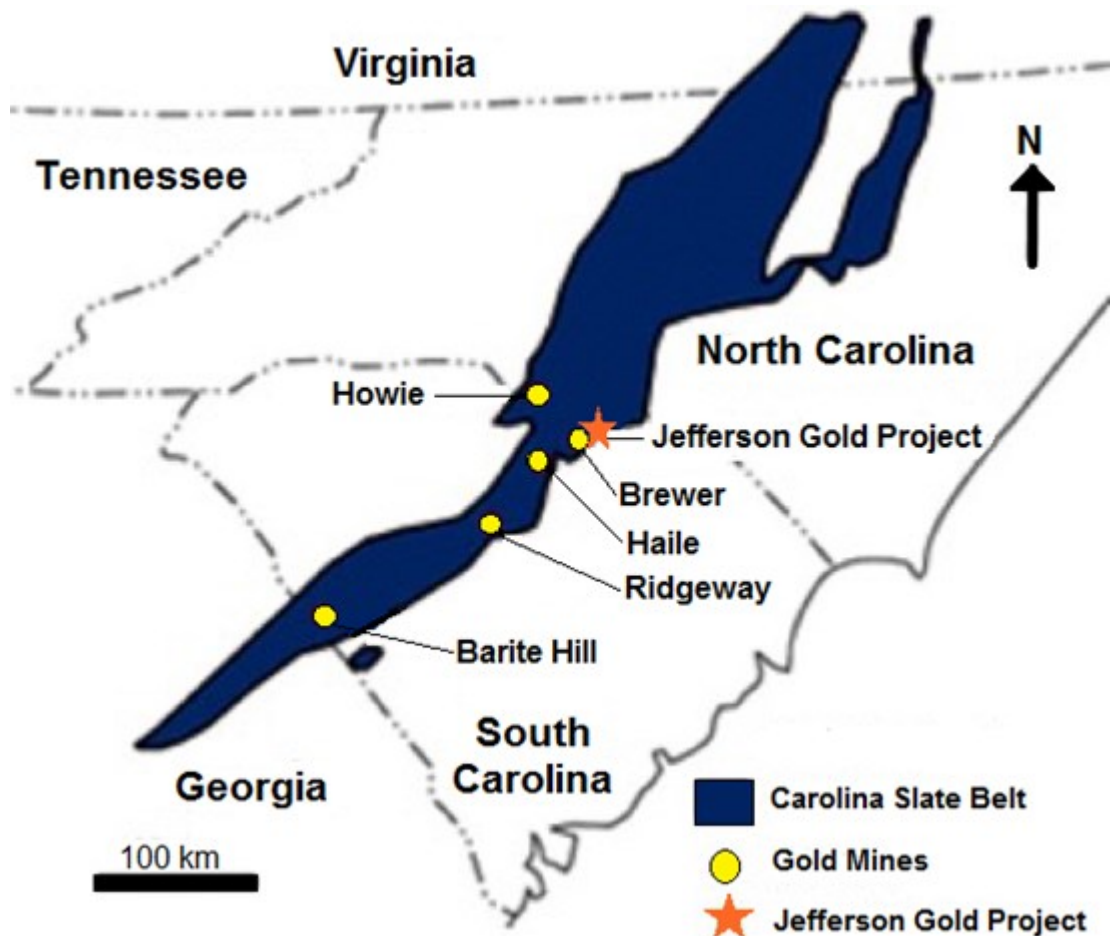 Virginia
Tennessee
N
North Carolina
Howie
Jefferson Gold Project
Brewer
Haile
Ridgeway
Barite Hill
South
Carolina
Georgia
Carolina Slate Belt
100 km
Gold Mines
Jefferson Gold Project